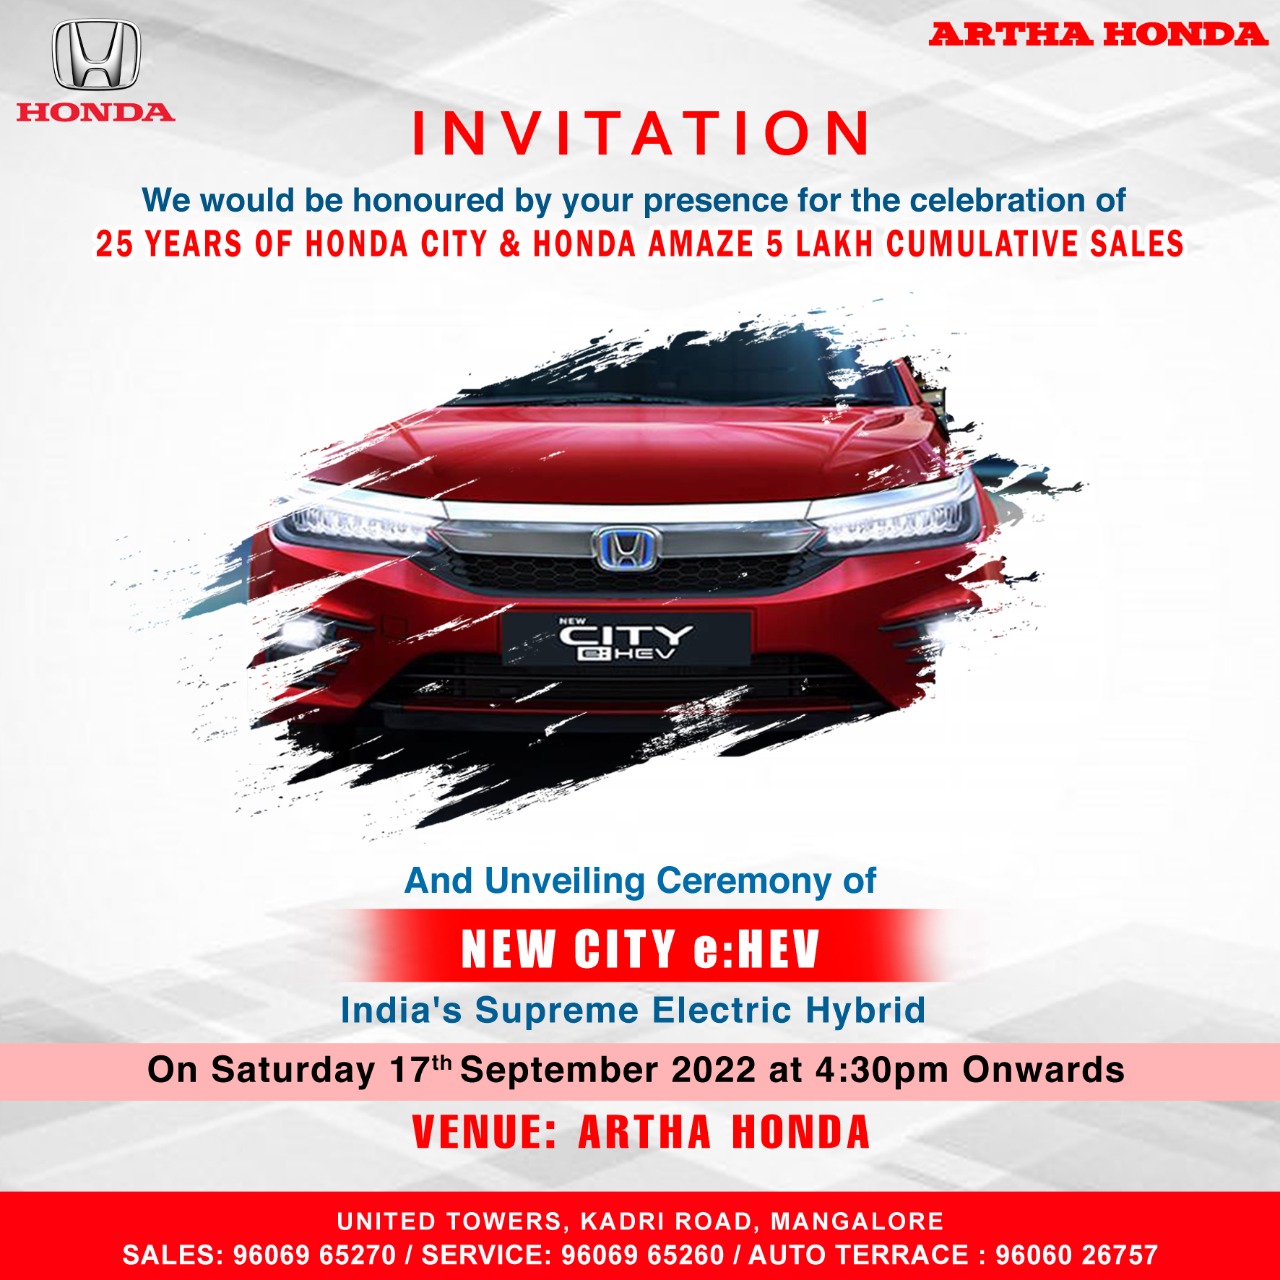 HONDA
ARTHA HONDA
INVITATION
We would be honoured by your presence for the celebration of
25 YEARS OF HONDA CITY & HONDA AMAZE 5 LAKH CUMULATIVE SALES
NEW
CITY
e:HEV
And Unveiling Ceremony of
NEW CITY e:HEV
India's Supreme Electric Hybrid
On Saturday 17th September 2022 at 4:30pm Onwards
VENUE: ARTHA HONDA
UNITED TOWERS, KADRI ROAD, MANGALORE
SALES: 96069 65270 / SERVICE: 96069 65260 / AUTO TERRACE : 96060 26757